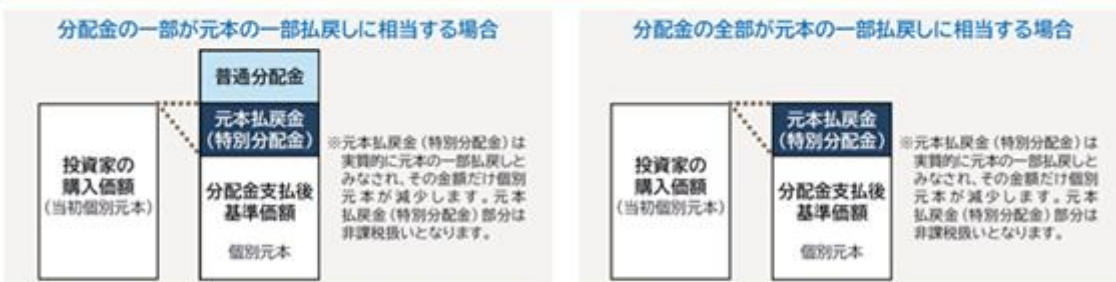 分配金の一部が元本の一部払戻しに相当する場合
普通分配金
元本払戻金
(特別分配金)
投資家の
購入価額
(当初個別元本)
分配金支払後
基準価額
個別元本
※元本払戻金(特別分配金)は
実質的に元本の一部払戻しと
みなされ、その金額だけ個別
元本が減少します。元本
払戻金(特別分配金)部分は
非課税扱いとなります。
分配金の全部が元本の一部払戻しに相当する場合
元本払戻金
(特別分配金)
投資家の
購入価額
(当初個別元本)
分配金支払後
基準価額
個別元本
※元本払戻金(特別分配金)は
実質的に元本の一部払戻しと
みなされ、その金額だけ個別
元本が減少します。元本
払戻金(特別分配金)部分は
非課税扱いとなります。